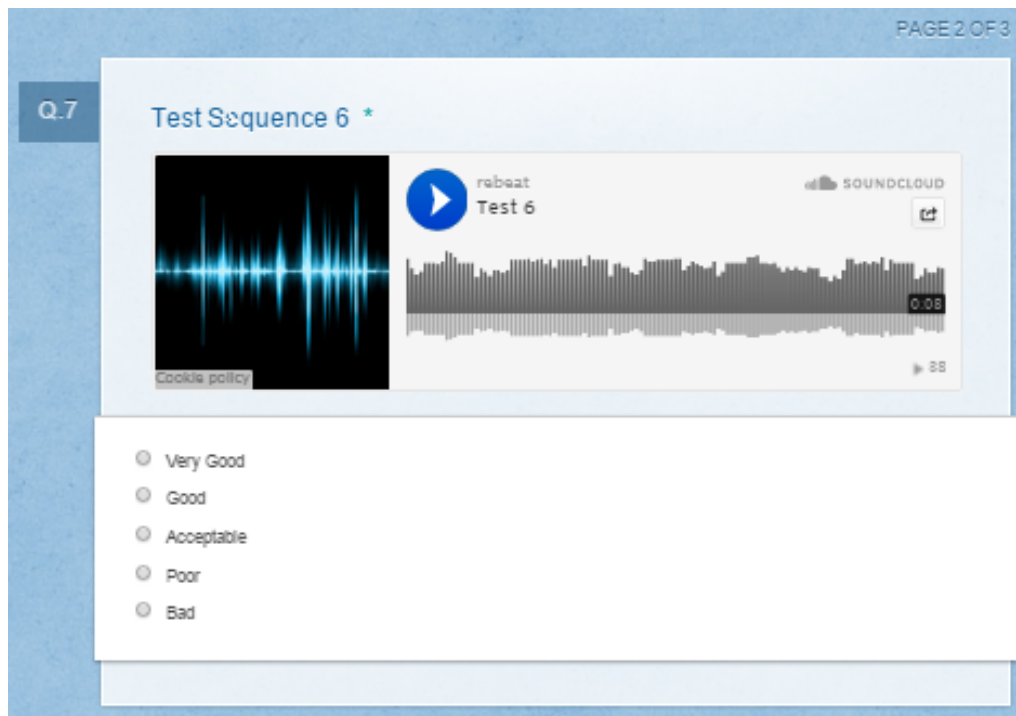 PAGE 2 OF 3
Q.7
Test Sequence 6 *
rebeat
SOUNDCLOUD
Test 6
0:08
Cookie policy
88
Very Good
Good
Acceptable
Poor
Bad